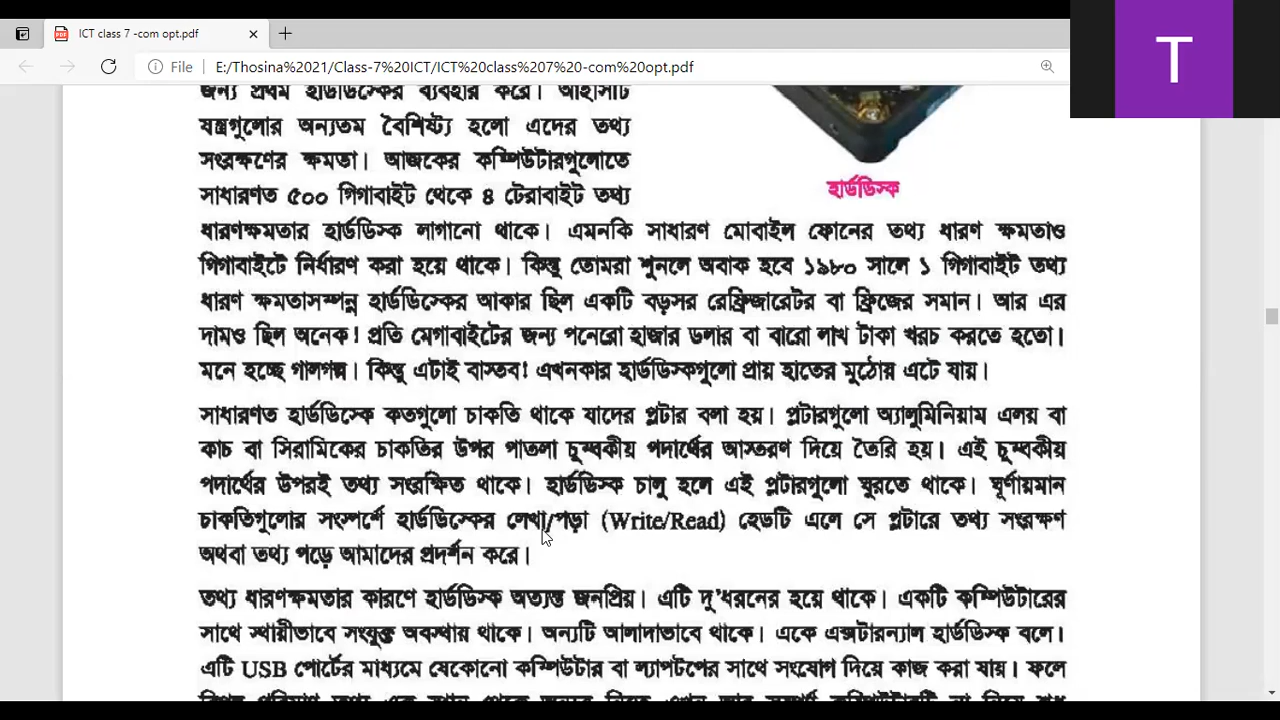 ICT class 7 -com opt.pdf
T
File E:/Thosina%2021/Class-7%20ICT/ICT%20class%207%20-com%20opt.pdf
জন্য প্রথম হার্ডডিস্কের ব্যবহার করে। আইসিটি
যন্ত্রগুলোর অন্যতম বৈশিষ্ট্য হলো এদের তথ্য
সংরক্ষণের ক্ষমতা। আজকের কম্পিউটারগুলোতে
সাধারণত ৫০০ গিগাবাইট থেকে ৪ টেরাবাইট তথ্য
হার্ডডিস্ক
ধারণক্ষমতার হার্ডডিস্ক লাগানো থাকে। এমনকি সাধারণ মোবাইল ফোনের তথ্য ধারণ ক্ষমতাও
গিগাবাইটে নির্ধারণ করা হয়ে থাকে। কিন্তু তোমরা শুনলে অবাক হবে ১৯৮০ সালে ১ গিগাবাইট তথ্য
ধারণ ক্ষমতাসম্পন্ন হার্ডডিস্কের আকার ছিল একটি বড়সর রেফ্রিজারেটর বা ফ্রিজের সমান। আর এর
দামও ছিল অনেক! প্রতি মেগাবাইটের জন্য পনেরো হাজার ডলার বা বারো লাখ টাকা খরচ করতে হতো।
মনে হচ্ছে গালগল্প। কিন্তু এটাই বাস্তব! এখনকার হার্ডডিস্কগুলো প্রায় হাতের মুঠোয় এটে যায়।
সাধারণত হার্ডডিস্কে কতগুলো চাকতি থাকে যাদের প্লটার বলা হয়। প্লটারগুলো অ্যালুমিনিয়াম এলয় বা
কাচ বা সিরামিকের চাকতির উপর পাতলা চুম্বকীয় পদার্থের আস্তরণ দিয়ে তৈরি হয়। এই চুম্বকীয়
পদার্থের উপরই তথ্য সংরক্ষিত থাকে। হার্ডডিস্ক চালু হলে এই প্লটারগুলো ঘুরতে থাকে। ঘূর্ণায়মান
চাকতিগুলোর সংস্পর্শে হার্ডডিস্কের লেখা/পড়া (Write/Read) হেডটি এলে সে প্লটারে তথ্য সংরক্ষণ
অথবা তথ্য পড়ে আমাদের প্রদর্শন করে।
তথ্য ধারণক্ষমতার কারণে হার্ডডিস্ক অত্যন্ত জনপ্রিয়। এটি দু'ধরনের হয়ে থাকে। একটি কম্পিউটারের
সাথে স্থায়ীভাবে সংযুক্ত অবস্থায় থাকে। অন্যটি আলাদাভাবে থাকে। একে এক্সটারন্যাল হার্ডডিস্ক বলে।
এটি USB পোর্টের মাধ্যমে যেকোনো কম্পিউটার বা ল্যাপটপের সাথে সংযোগ দিয়ে কাজ করা যায়। ফলে